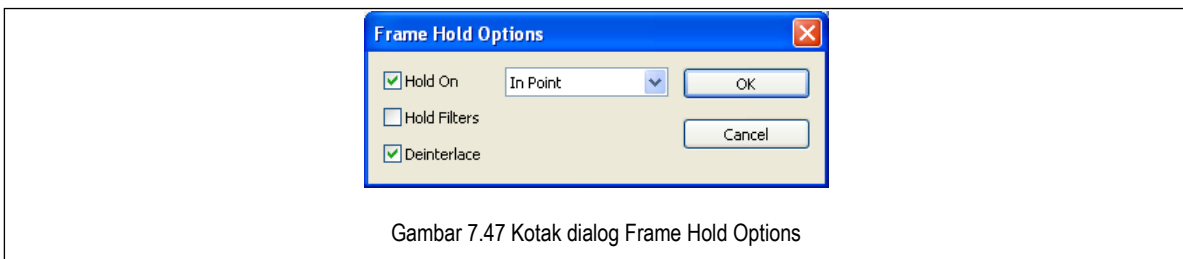 Frame Hold Options
Hold On In Point OK
Hold Filters
Cancel
Deinterlace
Gambar 7.47 Kotak dialog Frame Hold Options